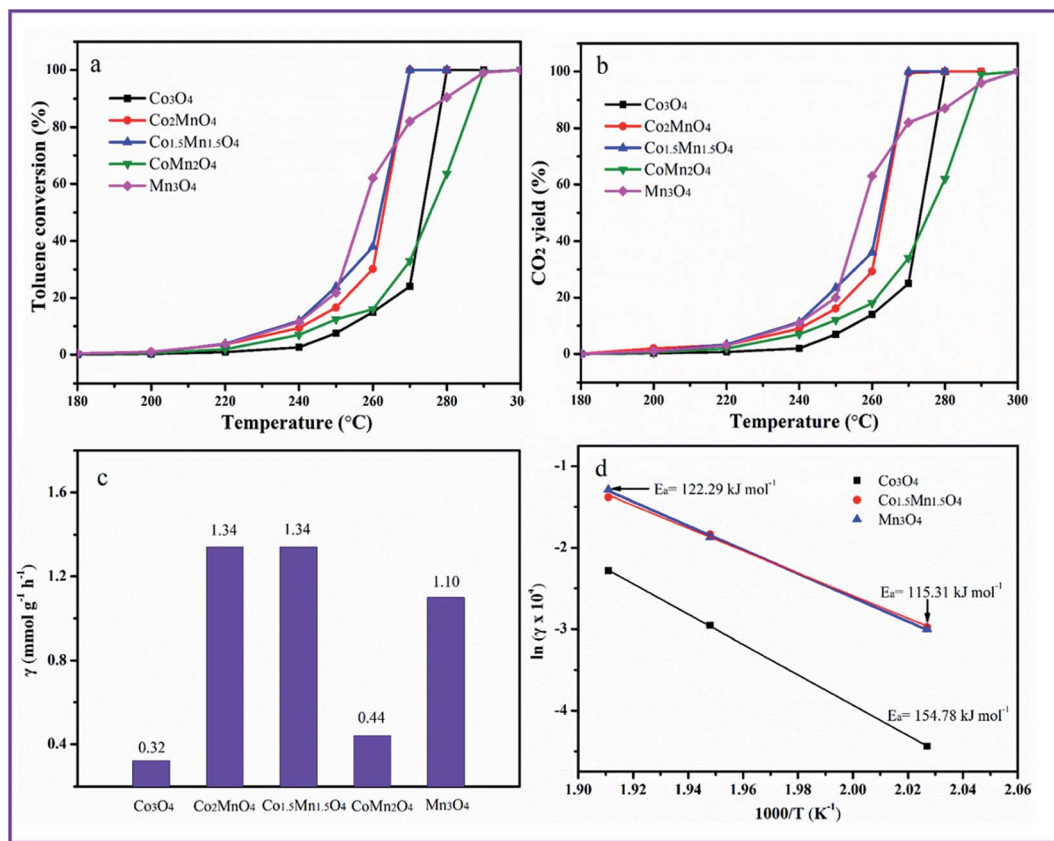 a
Toluene conversion (%)
100
80
60
40
20
0
Co3O4
Co2MnO4
Co1.5Mn1.5O4
CoMn2O4
Mn3O4
180 200 220 240 260 280 30
Temperature (°C)
b
CO2 yield (%)
100
80
60
40
20
0
Co3O4
Co2MnO4
Co1.5Mn1.5O4
CoMn2O4
Mn3O4
180 200 220 240 260 280 300
Temperature (°C)
c
γ (mmol g-1 h-1)
1.6
1.2
0.8
0.4
0.32
1.34
1.34
0.44
1.10
Co3O4 Co2MnO4 Co1.5Mn1.5O4 CoMn2O4 Mn3O4
d
ln (γ x 104)
-1
-2
-3
-4
Ea= 122.29 kJ mol-1
Co3O4
Co1.5Mn1.5O4
Mn3O4
Ea= 115.31 kJ mol-1
Ea= 154.78 kJ mol-1
1.90 1.92 1.94 1.96 1.98 2.00 2.02 2.04 2.06
1000/T (K-1)